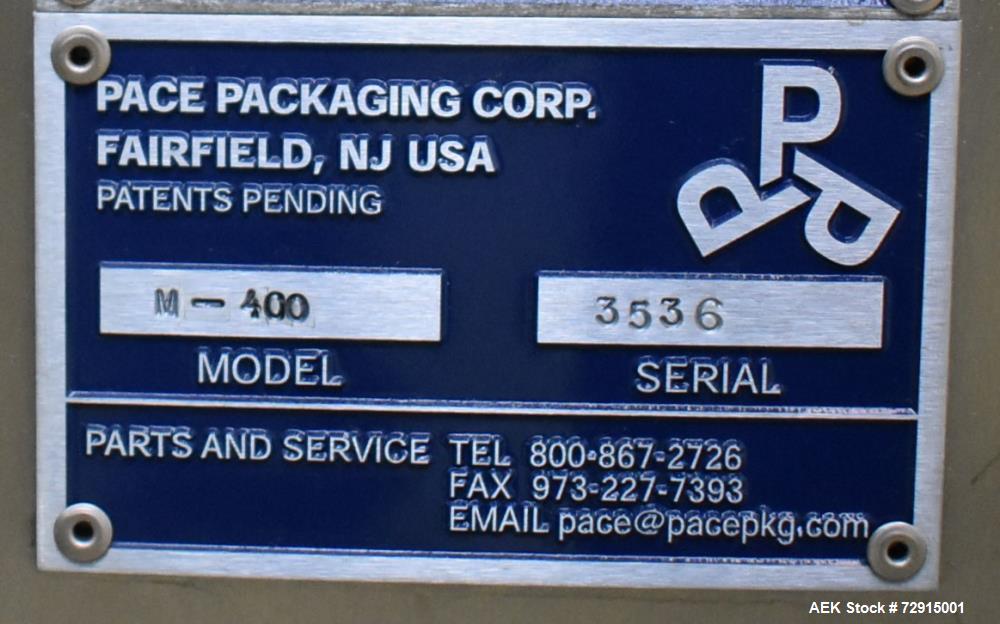 PACE PACKAGING CORP.
FAIRFIELD, NJ USA
PATENTS PENDING
PPP
M-400
3536
MODEL
SERIAL
PARTS AND SERVICE TEL 800-867-2726
FAX 973-227-7393
EMAIL pace@pacepkg.com
AEK Stock # 72915001